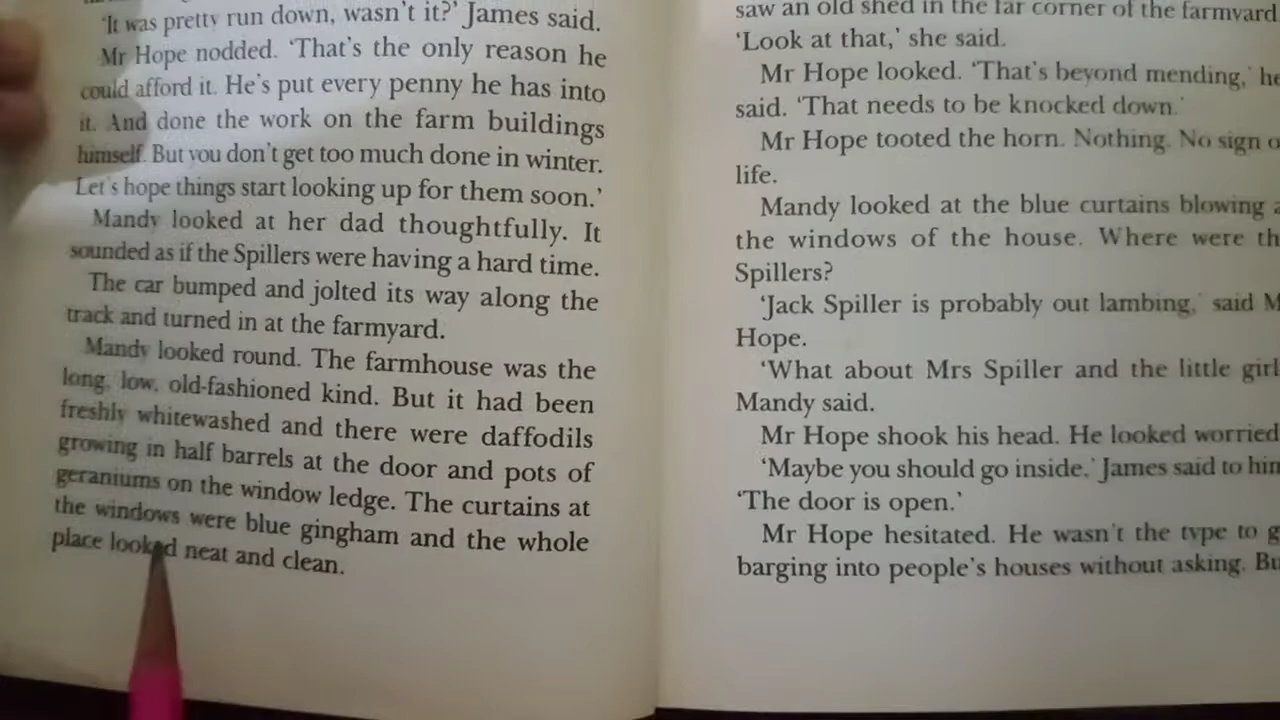 'It was pretty run down, wasn't it?' James said.
Mr Hope nodded. 'That's the only reason he
could afford it. He's put every penny he has into
it. And done the work on the farm buildings
himself. But you don't get too much done in winter.
Let's hope things start looking up for them soon.'
Mandy looked at her dad thoughtfully. It
sounded as if the Spillers were having a hard time.
The car bumped and jolted its way along the
track and turned in at the farmyard.
Mandy looked round. The farmhouse was the
long, low, old-fashioned kind. But it had been
freshly whitewashed and there were daffodils
growing in half barrels at the door and pots of
geraniums on the window ledge. The curtains at
the windows were blue gingham and the whole
place looked neat and clean.
saw an old shed in the far corner of the farmyard
'Look at that,' she said.
Mr Hope looked. 'That's beyond mending,' he
said. 'That needs to be knocked down.'
Mr Hope tooted the horn. Nothing. No sign
life.
Mandy looked at the blue curtains blowing
the windows of the house. Where were
Spillers?
'Jack Spiller is probably out lambing,' said
Hope.
'What about Mrs Spiller and the little girl
Mandy said.
Mr Hope shook his head. He looked worried
'Maybe you should go inside,' James said to him
'The door is open.'
Mr Hope hesitated. He wasn't the type to
barging into people's houses without asking.